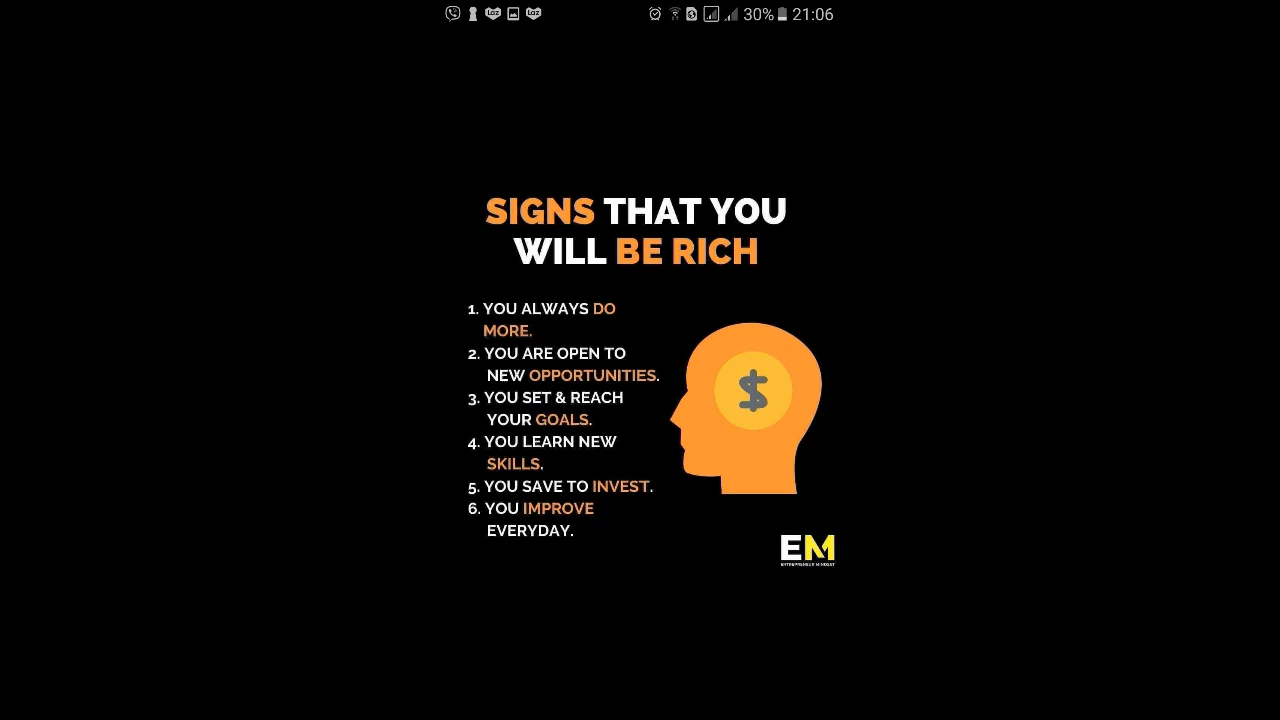 30% 21:06
SIGNS THAT YOU
WILL BE RICH
1. YOU ALWAYS DO
MORE.
2. YOU ARE OPEN TO
NEW OPPORTUNITIES.
3. YOU SET & REACH
YOUR GOALS.
4. YOU LEARN NEW
SKILLS.
5. YOU SAVE TO INVEST.
6. YOU IMPROVE
EVERYDAY.
EM
ENTREPRENEUR MINDSET